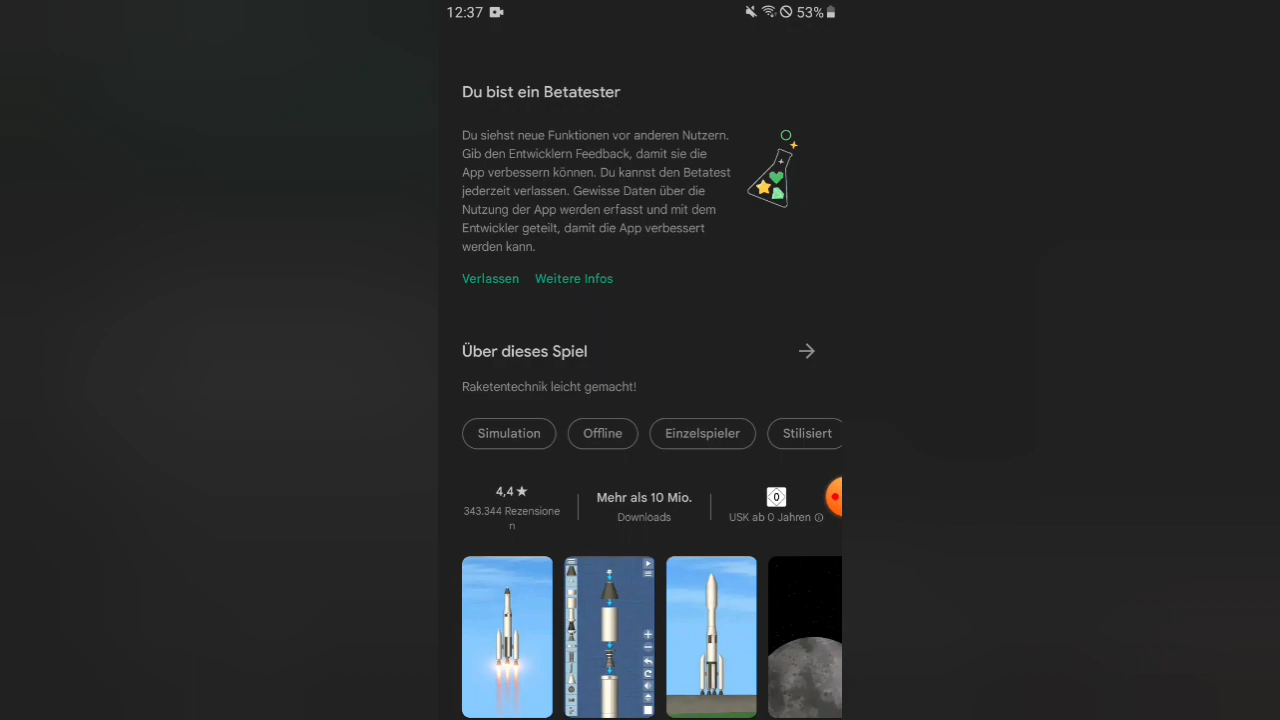 12:37
53%
Du bist ein Betatester
Du siehst neue Funktionen vor anderen Nutzern.
Gib den Entwicklern Feedback, damit sie die
App verbessern können. Du kannst den Betatest
jederzeit verlassen. Gewisse Daten über die
Nutzung der App werden erfasst und mit dem
Entwickler geteilt, damit die App verbessert
werden kann.
Verlassen Weitere Infos
Über dieses Spiel
Raketentechnik leicht gemacht!
Simulation Offline Einzelspieler Stilisiert
4,4★
343.344 Rezensione
n
Mehr als 10 Mio.
Downloads
0
USK ab 0 Jahren